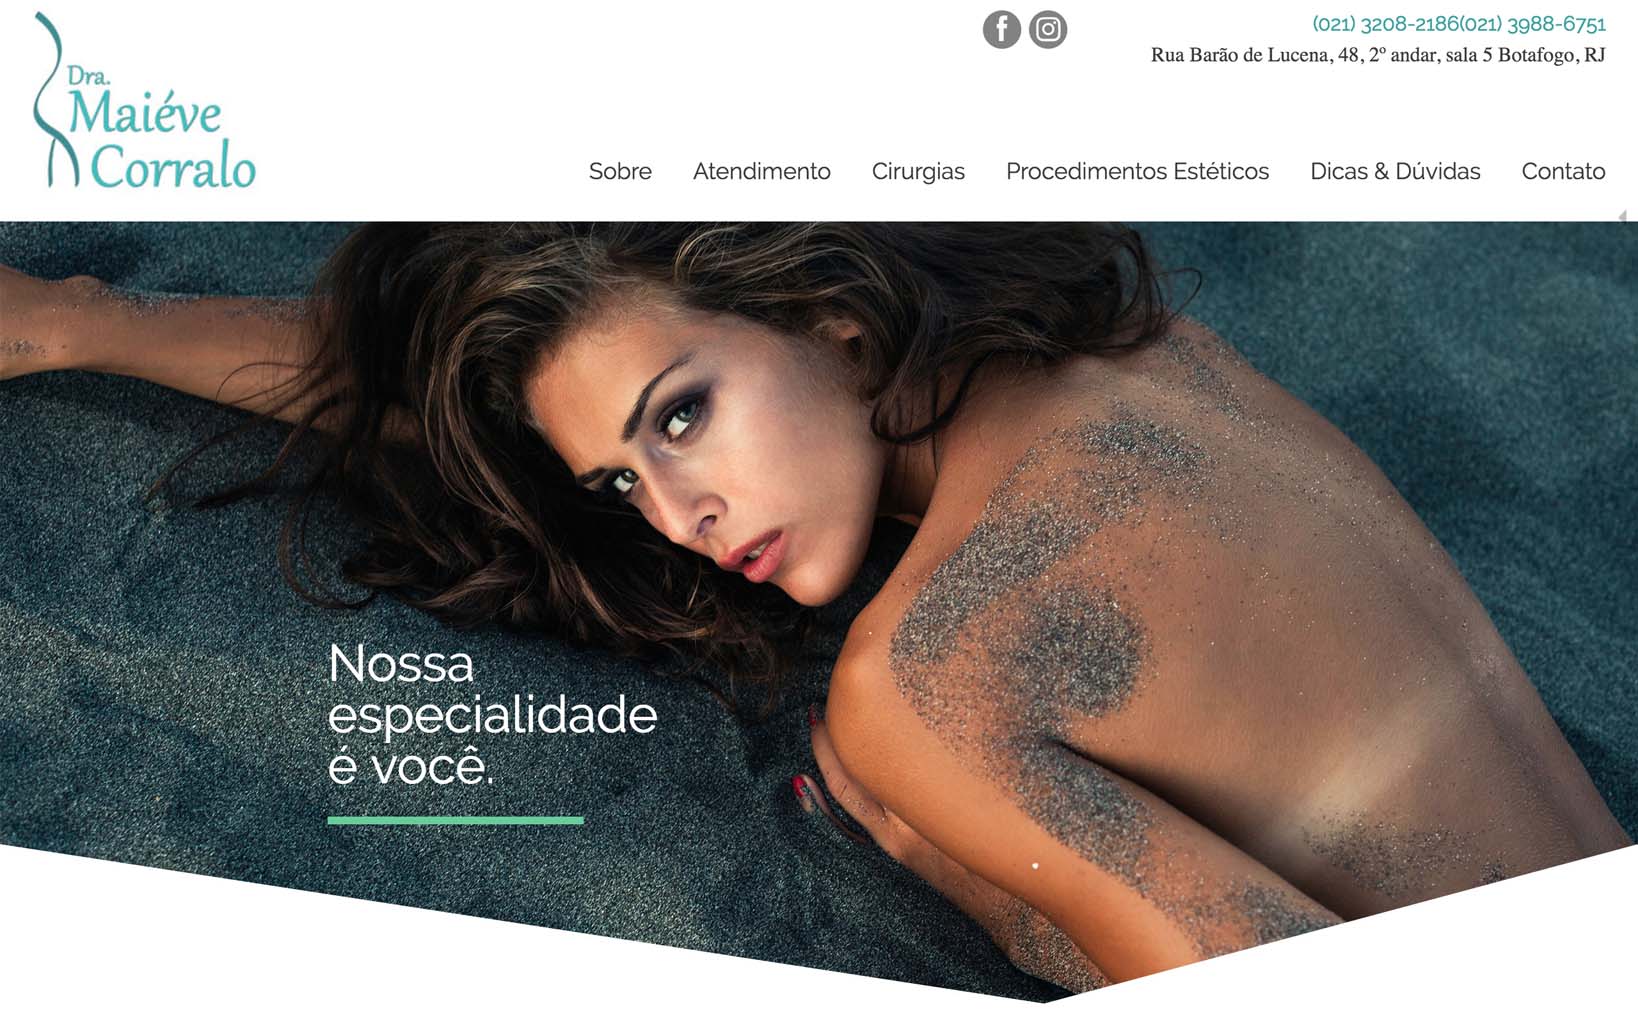 Dra.
Maiéve
Corralo
(021) 3208-2186(021) 3988-6751
Rua Barão de Lucena, 48, 2º andar, sala 5 Botafogo, RJ
Sobre Atendimento Cirurgias Procedimentos Estéticos Dicas & Dúvidas Contato
Nossa
especialidade
é você.